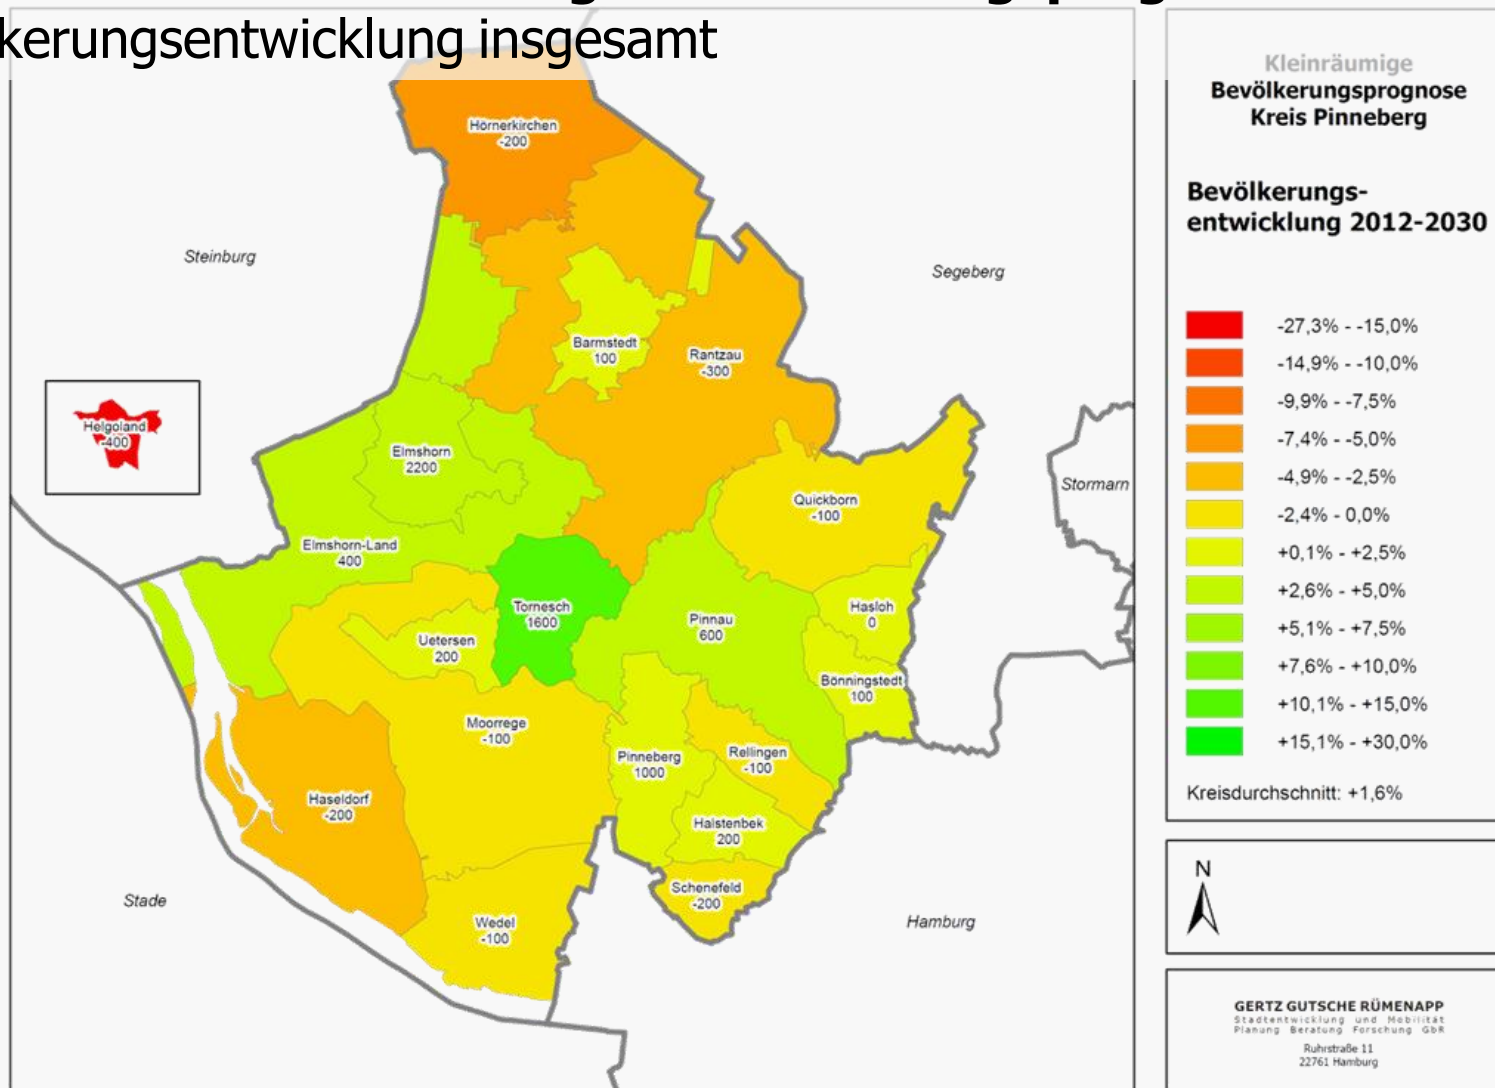 kerungsentwicklung insgesamt
Kleinräumige
Bevölkerungsprognose
Kreis Pinneberg
Bevölkerungs-
entwicklung 2012-2030
-27,3% - -15,0%
-14,9% - -10,0%
-9,9% - -7,5%
-7,4% - -5,0%
-4,9% - -2,5%
-2,4% - 0,0%
+0,1% - +2,5%
+2,6% - +5,0%
+5,1% - +7,5%
+7,6% - +10,0%
+10,1% - +15,0%
+15,1% - +30,0%
Kreisdurchschnitt: +1,6%
N
GERTZ GUTSCHE RÜMENAPP
Stadtentwicklung und Mobilität
Planung Beratung Forschung GbR
Ruhrstraße 11
22761 Hamburg
Hörnerkirchen
-200
Steinburg
Segeberg
Barmstedt
100
Rantzau
-300
Helgoland
-400
Elmshorn
2200
Stormarn
Quickborn
-100
Elmshorn-Land
400
Tornesch
1600
Hasloh
0
Pinnau
600
Uetersen
200
Bönningstedt
100
Moorrege
-100
Pinneberg
1000
Rellingen
-100
Haseldorf
-200
Halstenbek
200
Schenefeld
-200
Stade
Wedel
-100
Hamburg